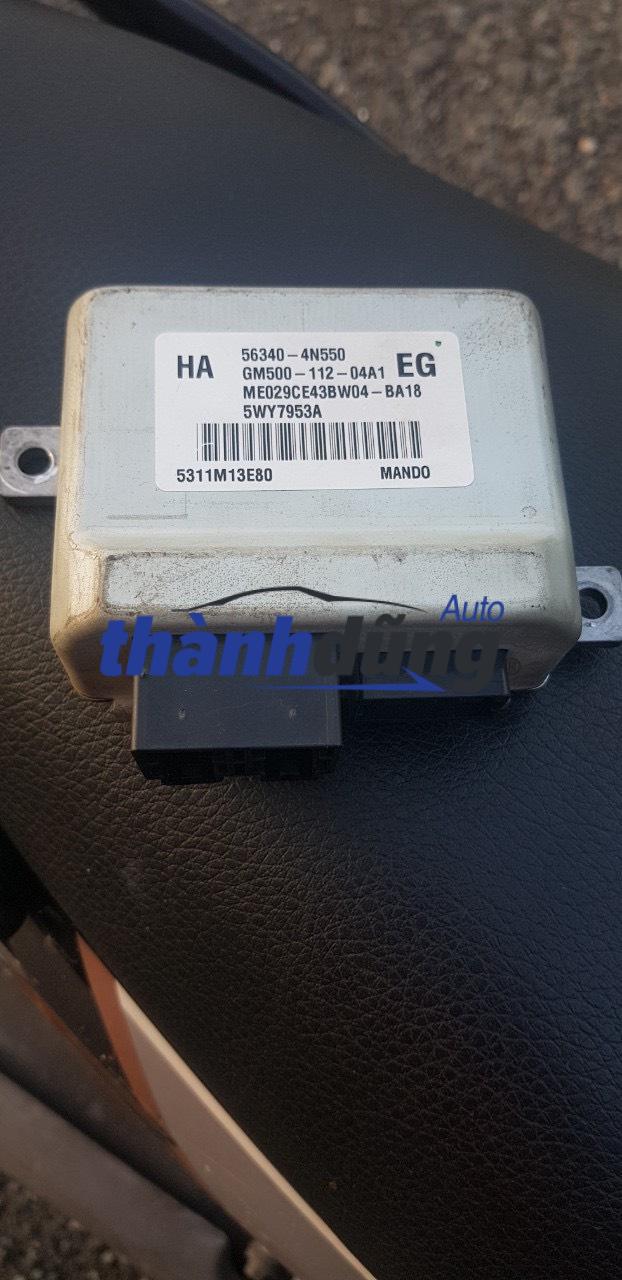 HA 56340-4N550 EG
GM500-112-04A1
ME029CE43BW04-BA18
5WY7953A
5311M13E80 MANDO
Auto
thànhdũng